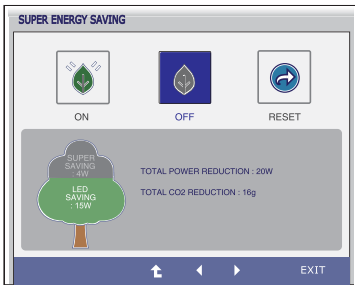 SUPER ENERGY SAVING
ON
OFF
RESET
SUPER
SAVING
: 4W
LED
SAVING
: 15W
TOTAL POWER REDUCTION : 20W
TOTAL CO2 REDUCTION : 16g
EXIT